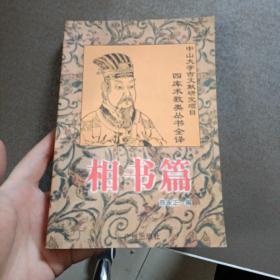 中山大学古文献研究项目
四库术数类丛书全译
相书篇